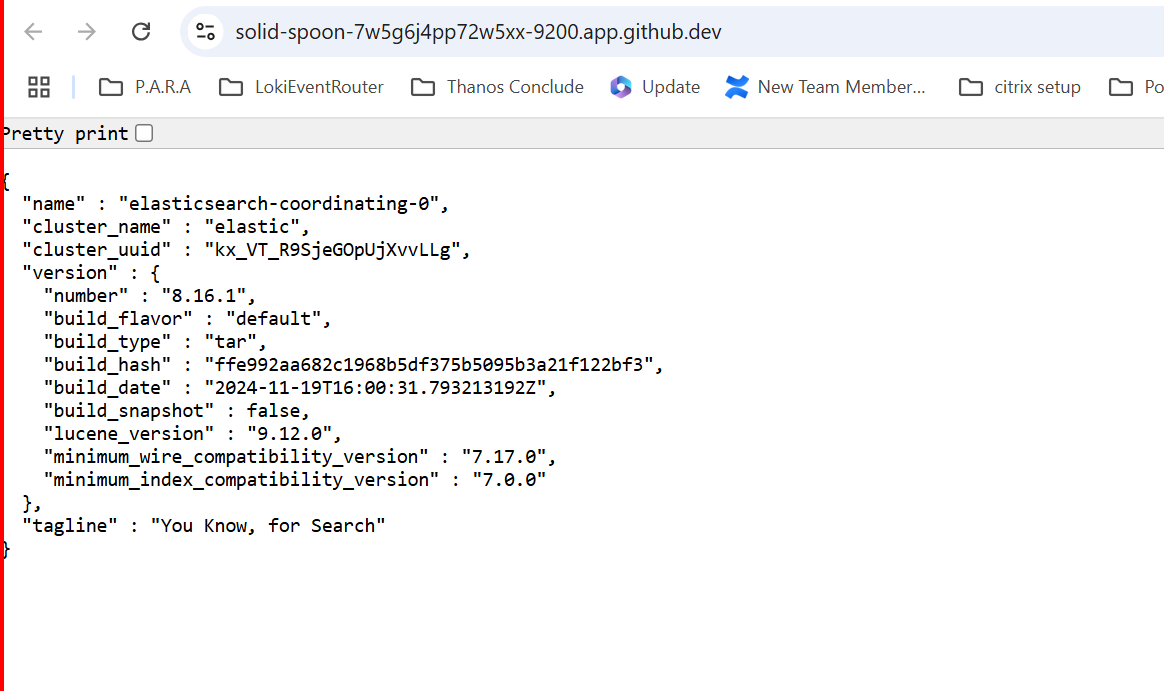 solid-spoon-7w5g6j4pp72w5xx-9200.app.github.dev
P.A.R.A LokiEventRouter Thanos Conclude Update New Team Member... citrix setup Po
Pretty print
{
  "name" : "elasticsearch-coordinating-0",
  "cluster_name" : "elastic",
  "cluster_uuid" : "kx_VT_R9SjeGOpUjXvvLLg",
  "version" : {
    "number" : "8.16.1",
    "build_flavor" : "default",
    "build_type" : "tar",
    "build_hash" : "ffe992aa682c1968b5df375b5095b3a21f122bf3",
    "build_date" : "2024-11-19T16:00:31.793213192Z",
    "build_snapshot" : false,
    "lucene_version" : "9.12.0",
    "minimum_wire_compatibility_version" : "7.17.0",
    "minimum_index_compatibility_version" : "7.0.0"
  },
  "tagline" : "You Know, for Search"
}